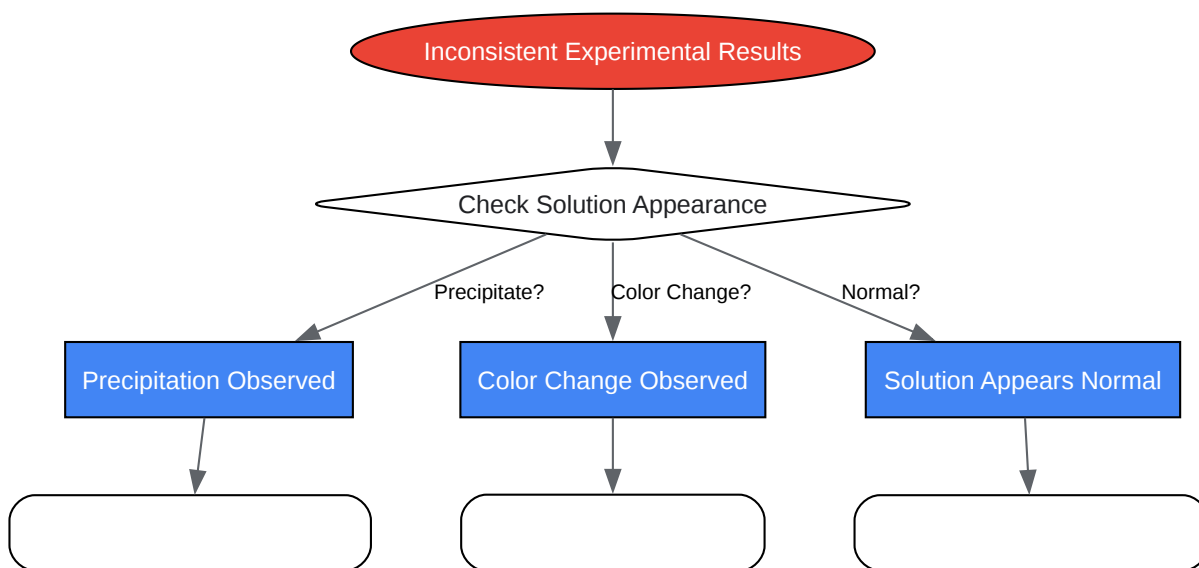 Inconsistent Experimental Results
Check Solution Appearance
Precipitate?
Color Change?
Normal?
Precipitation Observed
Color Change Observed
Solution Appears Normal